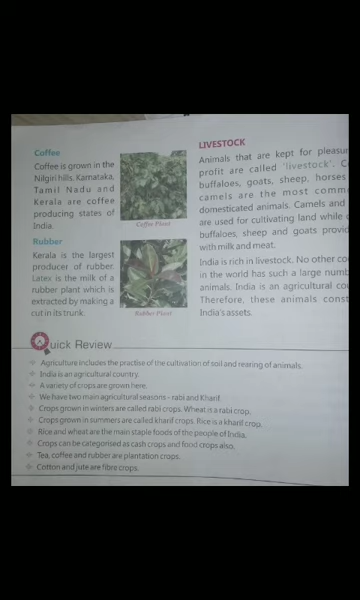 Coffee
Coffee is grown in the
Nilgiri hills. Karnataka,
Tamil Nadu and
Kerala are coffee
producing states of
India.
Coffee Plant
Rubber
Kerala is the largest
producer of rubber.
Latex is the milk of a
rubber plant which is
extracted by making a
cut in its trunk.
Rubber Plant
LIVESTOCK
Animals that are kept for pleasur
profit are called 'livestock'. C
buffaloes, goats, sheep, horses
camels are the most comm
domesticated animals. Camels and
are used for cultivating land while
buffaloes, sheep and goats provid
with milk and meat.
India is rich in livestock. No other cou
in the world has such a large numb
animals. India is an agricultural cou
Therefore, these animals const
India's assets.
Quick Review
Agriculture includes the practise of the cultivation of soil and rearing of animals.
India is an agricultural country.
A variety of crops are grown here.
We have two main agricultural seasons - rabi and Kharif.
Crops grown in winters are called rabi crops. Wheat is a rabi crop.
Crops grown in summers are called kharif crops. Rice is a kharif crop.
Rice and wheat are the main staple foods of the people of India.
Crops can be categorised as cash crops and food crops also.
Tea, coffee and rubber are plantation crops.
Cotton and jute are fibre crops.